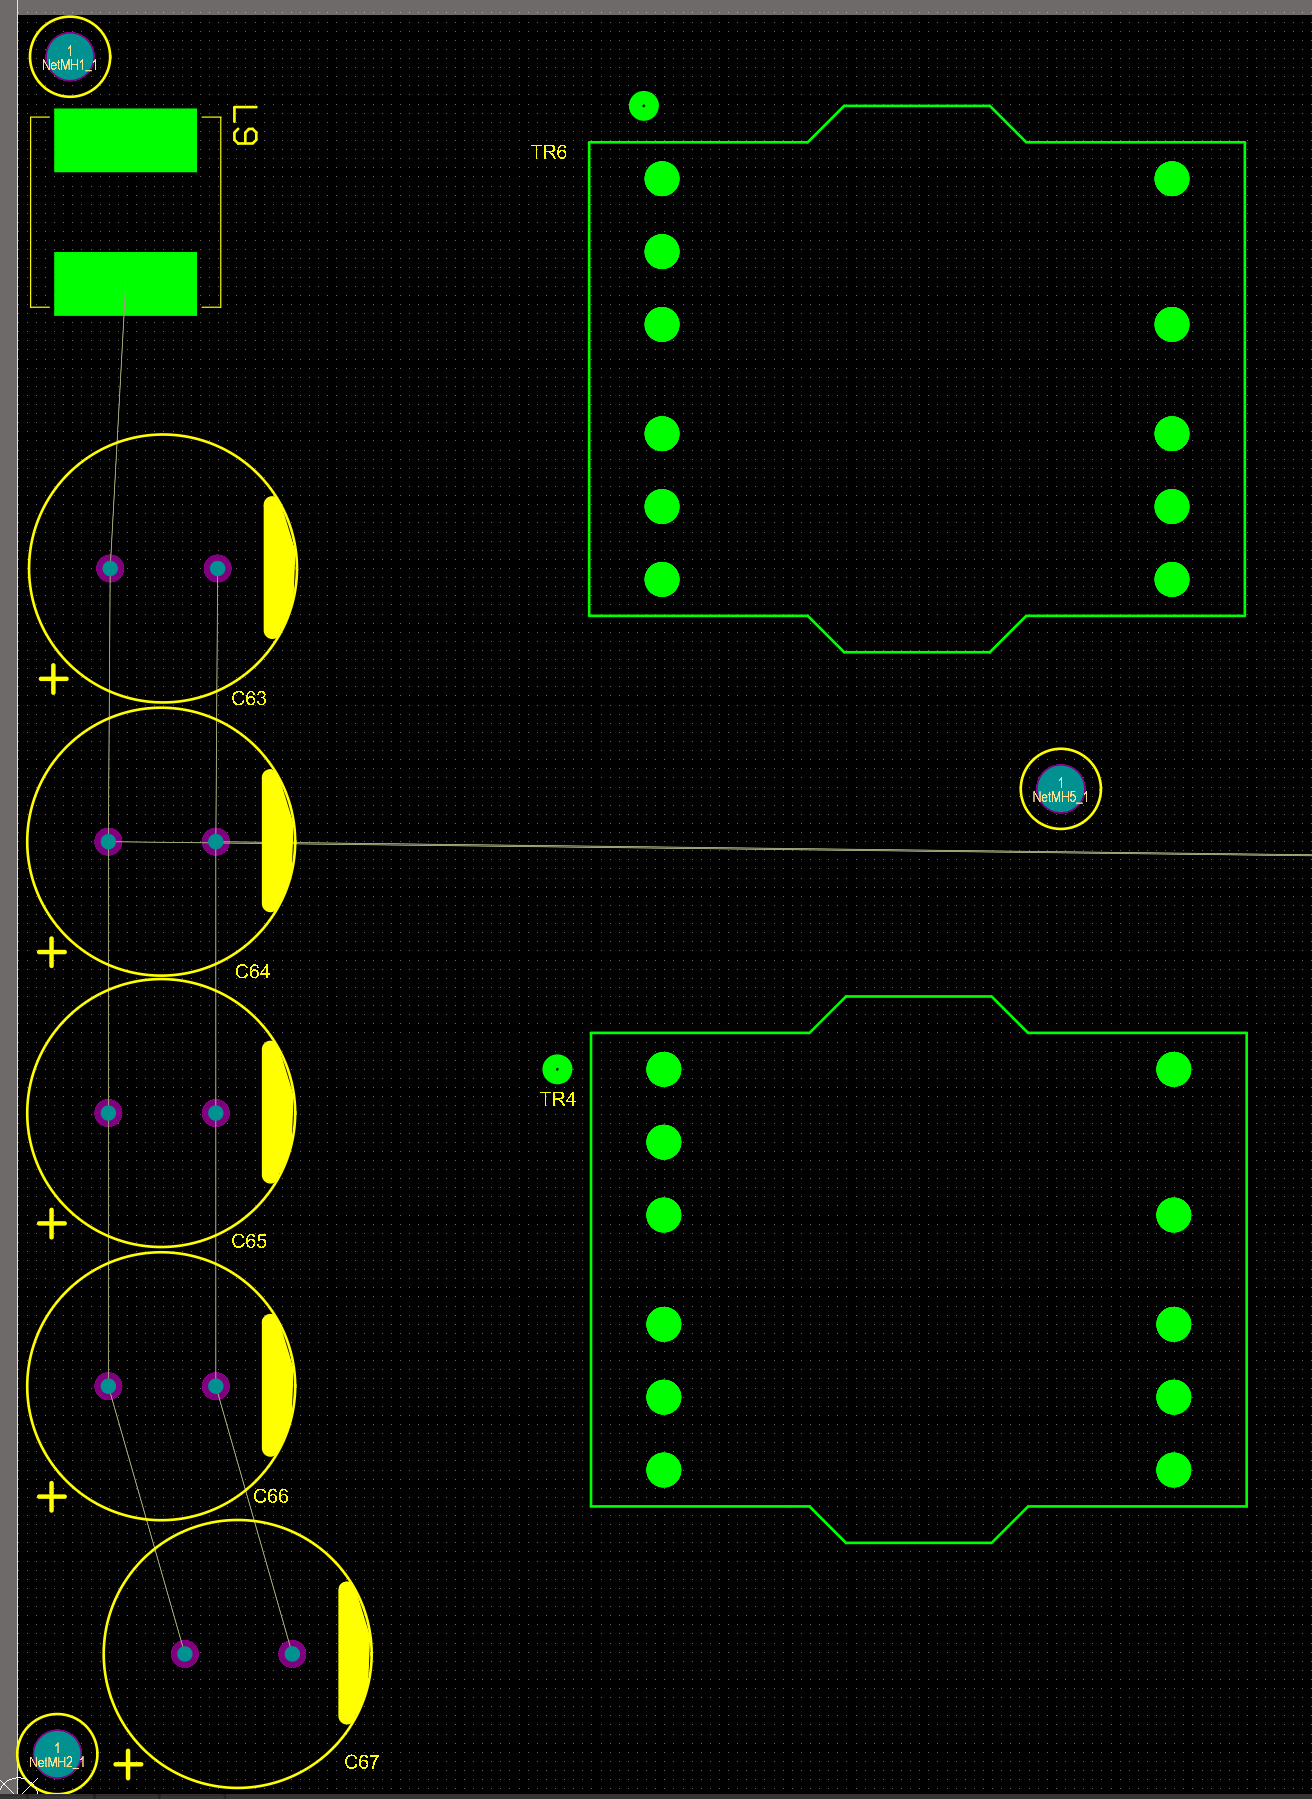 1
NetMH1_1
L9
TR6
+
C63
1
NetMH5_1
+
C64
TR4
+
C65
+
C66
1
NetMH2_1
+
C67